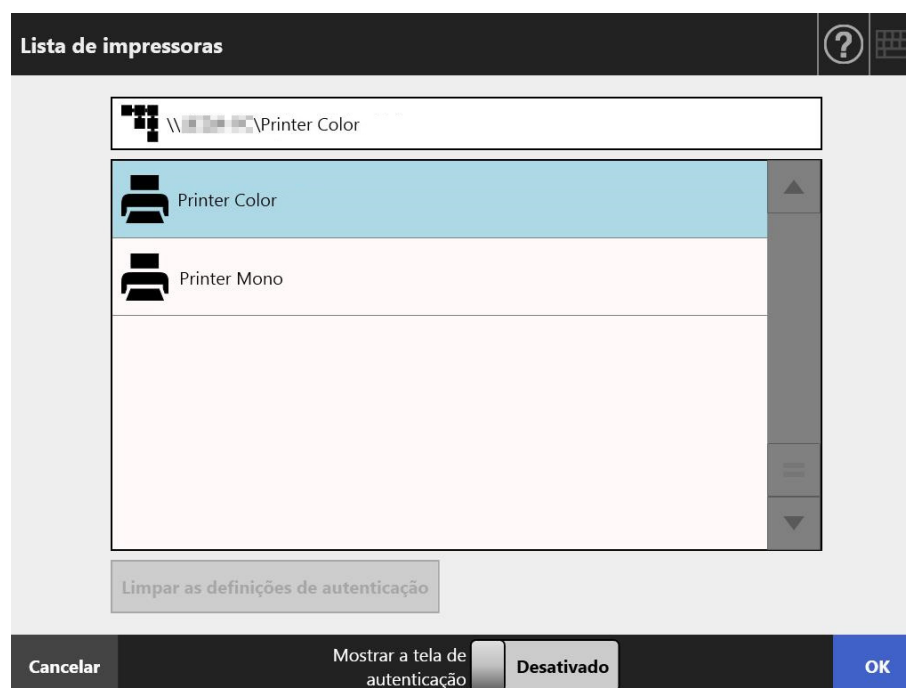 Lista de impressoras
\\ \Printer Color
Printer Color
Printer Mono
Limpar as definições de autenticação
Cancelar
Mostrar a tela de
autenticação
Desativado
OK